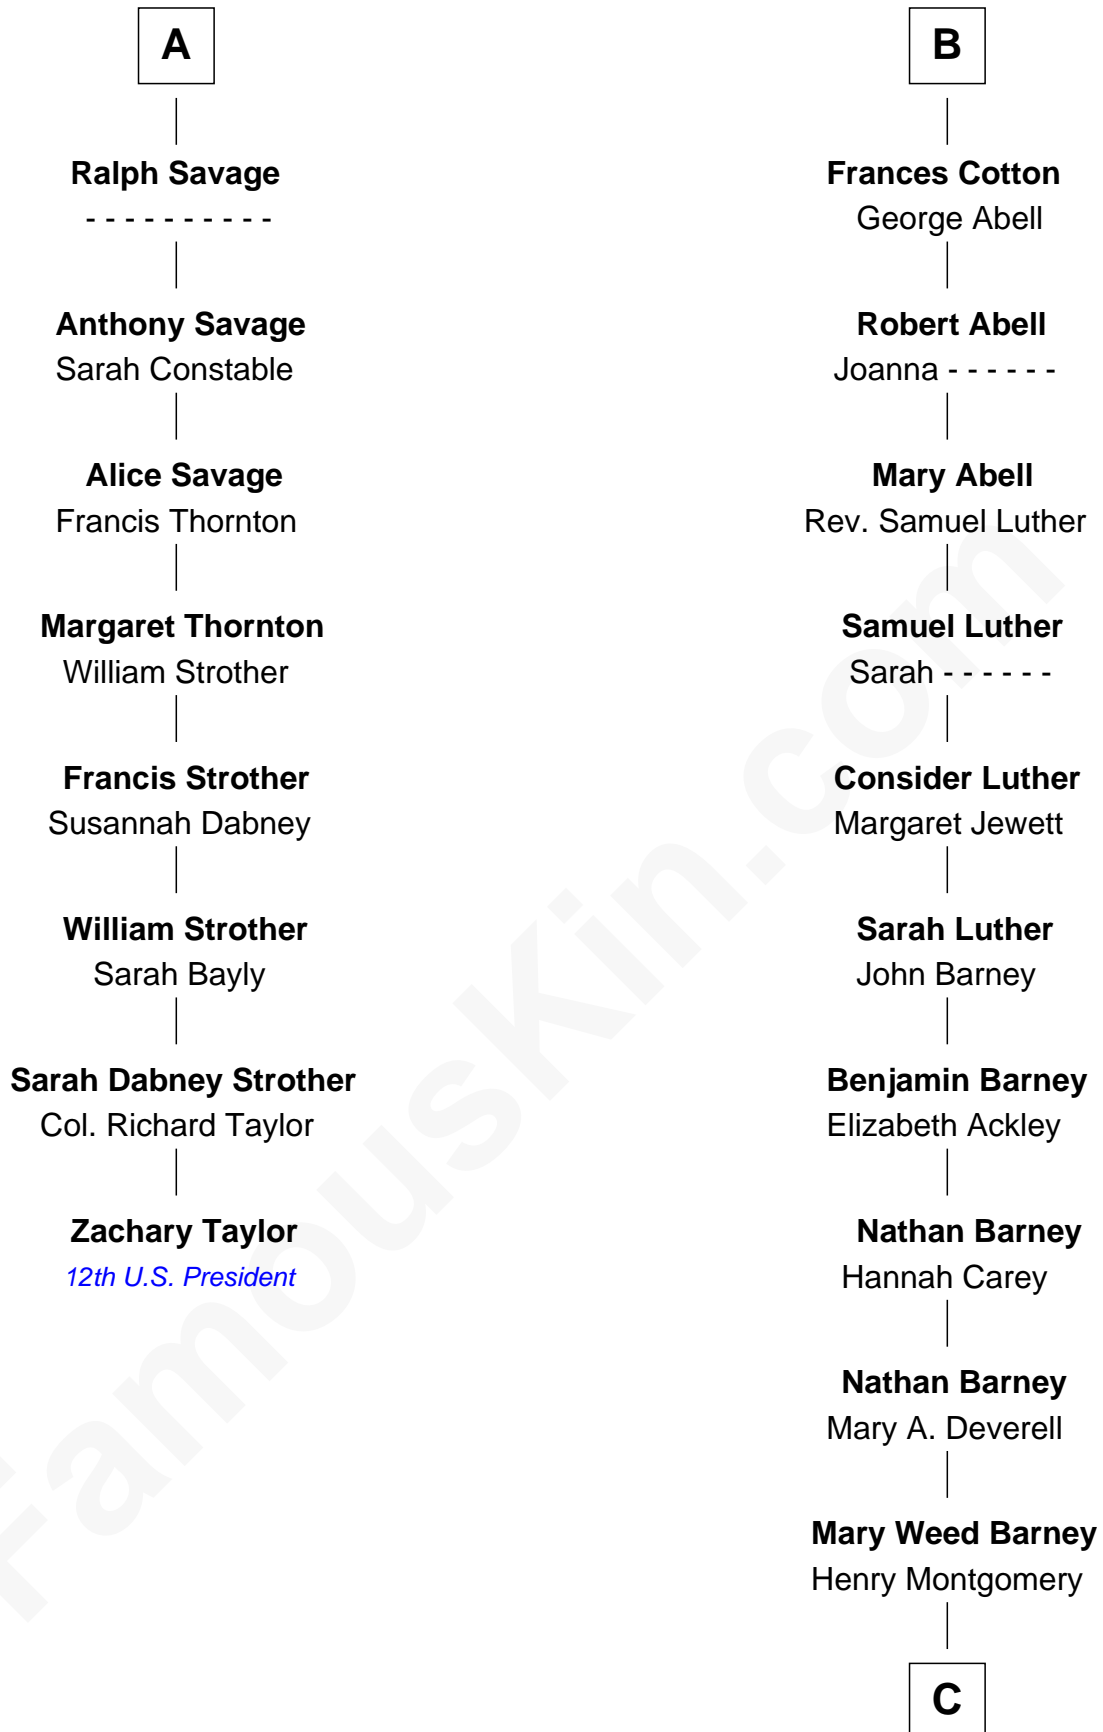 A
Ralph Savage
- - - - - - - - - -
Anthony Savage
Sarah Constable
Alice Savage
Francis Thornton
Margaret Thornton
William Strother
Francis Strother
Susannah Dabney
William Strother
Sarah Bayly
Sarah Dabney Strother
Col. Richard Taylor
Zachary Taylor
12th U.S. President
B
Frances Cotton
George Abell
Robert Abell
Joanna - - - - - -
Mary Abell
Rev. Samuel Luther
Samuel Luther
Sarah - - - - - -
Consider Luther
Margaret Jewett
Sarah Luther
John Barney
Benjamin Barney
Elizabeth Ackley
Nathan Barney
Hannah Carey
Nathan Barney
Mary A. Deverell
Mary Weed Barney
Henry Montgomery
C
FamousKin.com